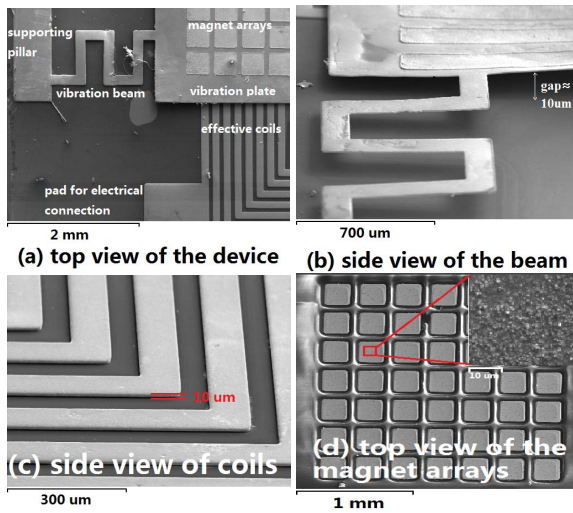 supporting
pillar
magnet arrays
vibration beam
vibration plate
effective coils
pad for electrical
connection
2 mm
(a) top view of the device
gap≈
10um
700 um
(b) side view of the beam
10 um
(c) side view of coils
300 um
10 um
(d) top view of the
magnet arrays
1 mm